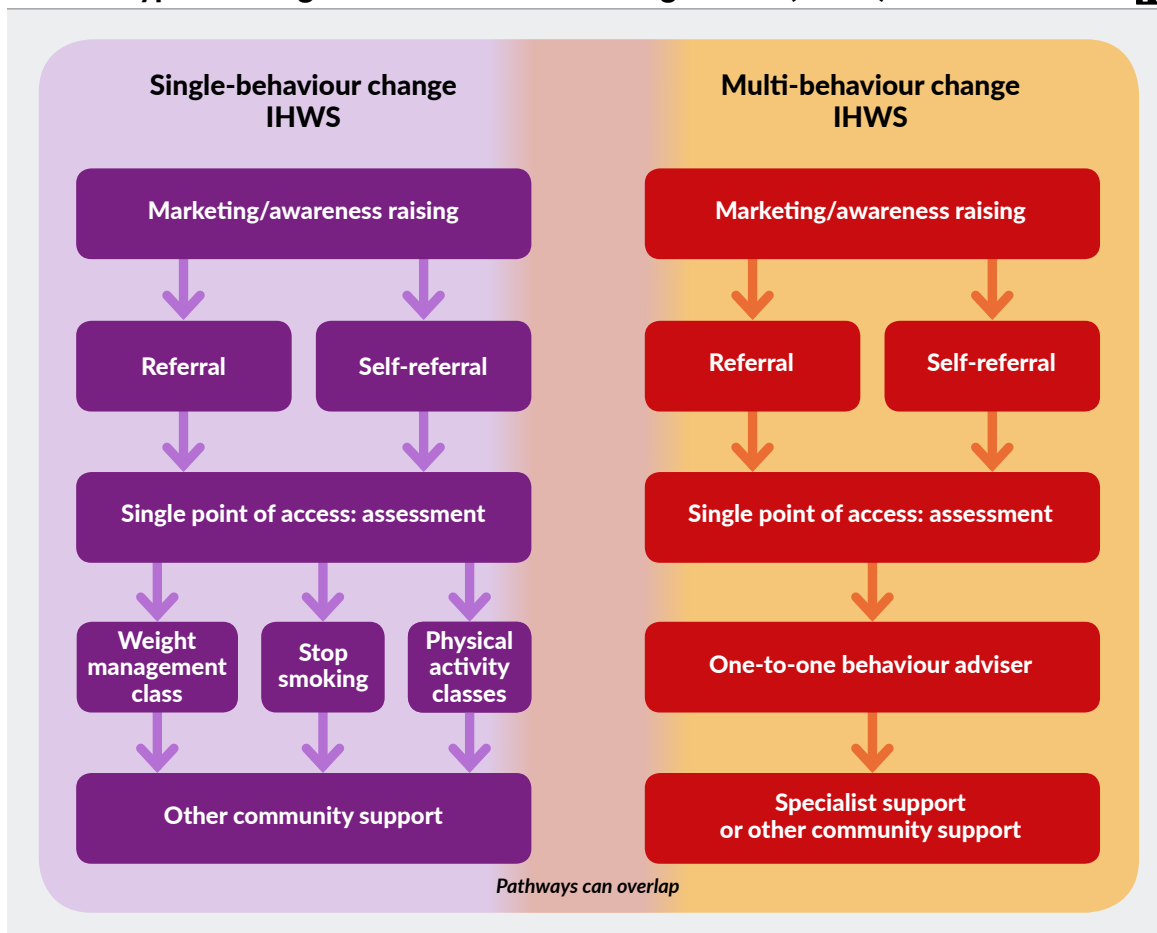 Single-behaviour change
IHWS
Marketing/awareness raising
Referral
Self-referral
Single point of access: assessment
Weight
management
class
Stop
smoking
Physical
activity
classes
Other community support
Multi-behaviour change
IHWS
Marketing/awareness raising
Referral
Self-referral
Single point of access: assessment
One-to-one behaviour adviser
Specialist support
or other community support
Pathways can overlap